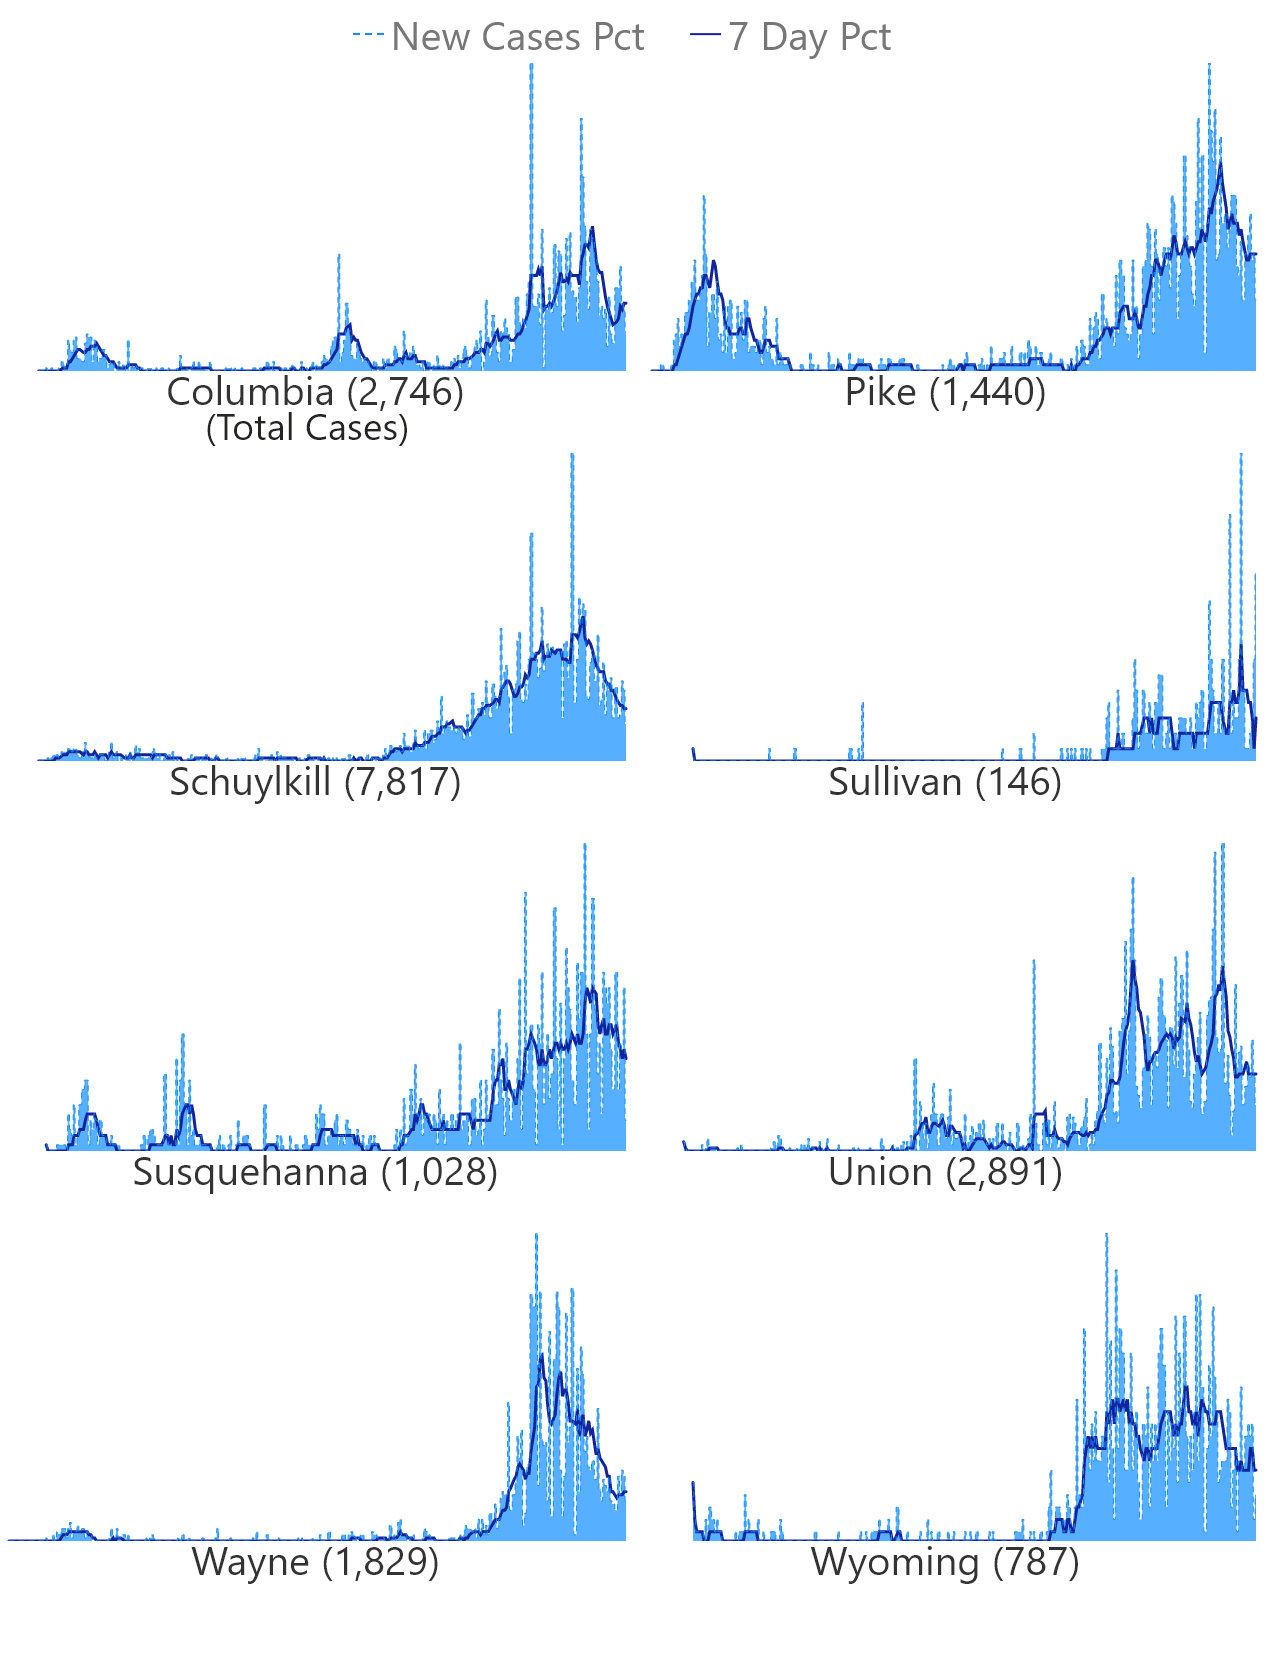 New Cases Pct 7 Day Pct
Columbia (2,746)
(Total Cases)
Pike (1,440)
Schuylkill (7,817)
Sullivan (146)
Susquehanna (1,028)
Union (2,891)
Wayne (1,829)
Wyoming (787)